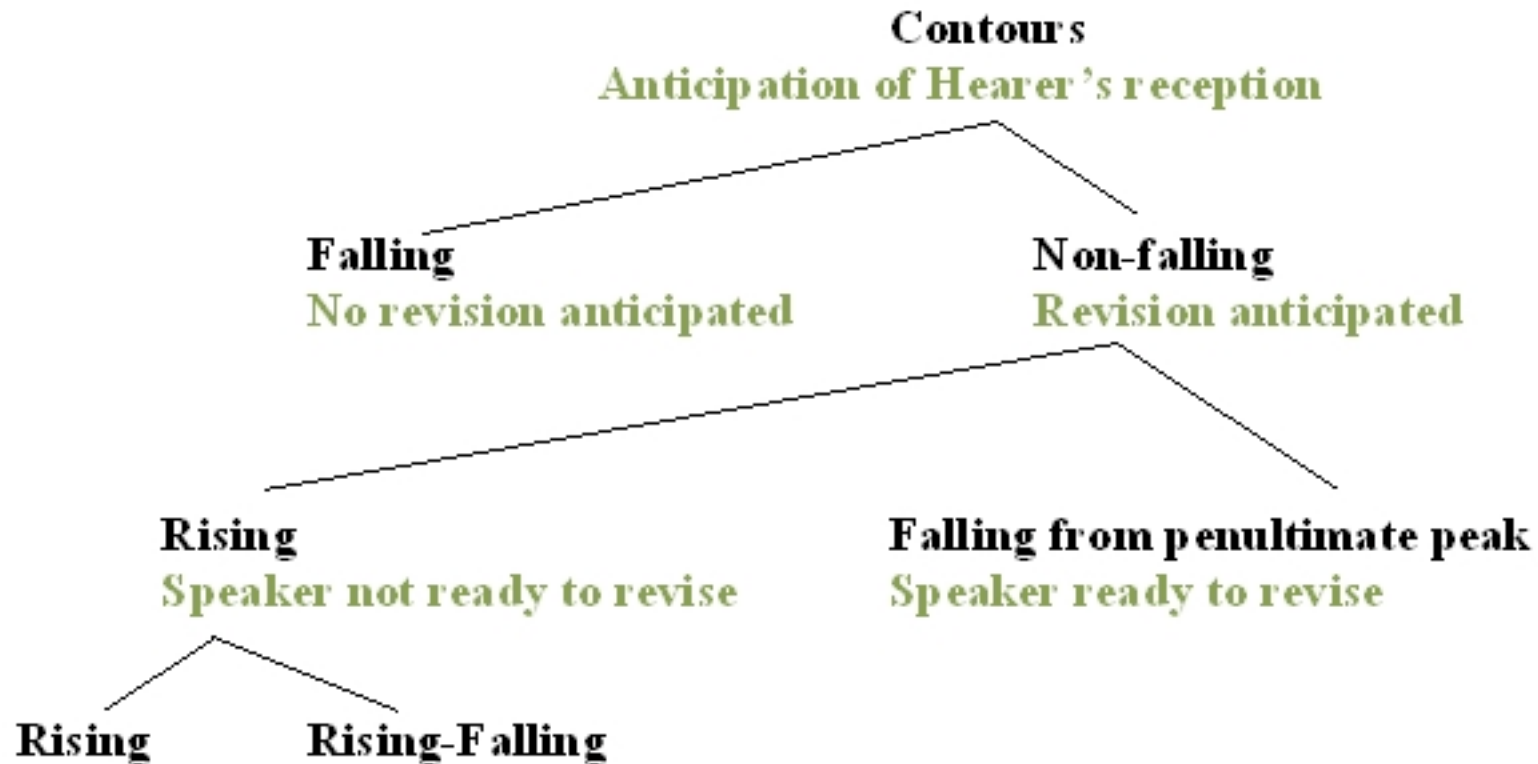 Contours
Anticipation of Hearer's reception
Falling
No revision anticipated
Non-falling
Revision anticipated
Rising
Speaker not ready to revise
Falling from penultimate peak
Speaker ready to revise
Rising
Rising-Falling